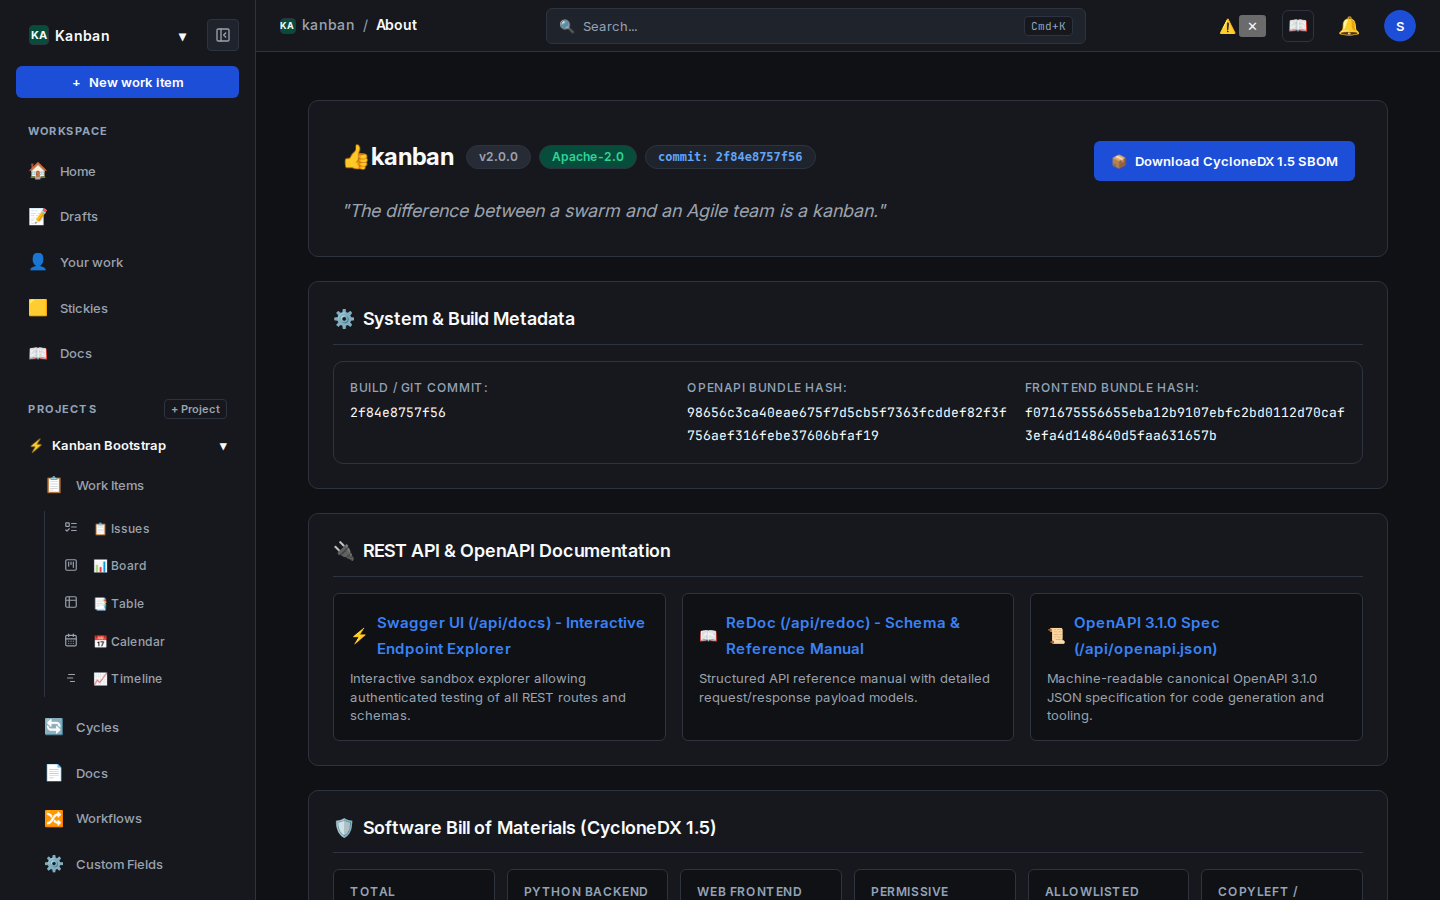 KA Kanban
+ New work item
WORKSPACE
Home
Drafts
Your work
Stickies
Docs
PROJECTS
+ Project
Kanban Bootstrap
Work Items
Issues
Board
Table
Calendar
Timeline
Cycles
Docs
Workflows
Custom Fields
KA kanban / About
Search...
Cmd+K
S
kanban
v2.0.0
Apache-2.0
commit: 2f84e8757f56
Download CycloneDX 1.5 SBOM
"The difference between a swarm and an Agile team is a kanban."
System & Build Metadata
BUILD / GIT COMMIT:
2f84e8757f56
OPENAPI BUNDLE HASH:
98656c3ca40eae675f7d5cb5f7363fcddef82f3f
756aef316febe37606bfaf19
FRONTEND BUNDLE HASH:
f071675556655eba12b9107ebfc2bd0112d70caf
3efa4d148640d5faa631657b
REST API & OpenAPI Documentation
Swagger UI (/api/docs) - Interactive
Endpoint Explorer
Interactive sandbox explorer allowing
authenticated testing of all REST routes and
schemas.
ReDoc (/api/redoc) - Schema &
Reference Manual
Structured API reference manual with detailed
request/response payload models.
OpenAPI 3.1.0 Spec
(/api/openapi.json)
Machine-readable canonical OpenAPI 3.1.0
JSON specification for code generation and
tooling.
Software Bill of Materials (CycloneDX 1.5)
TOTAL
PYTHON BACKEND
WEB FRONTEND
PERMISSIVE
ALLOWLISTED
COPYLEFT /